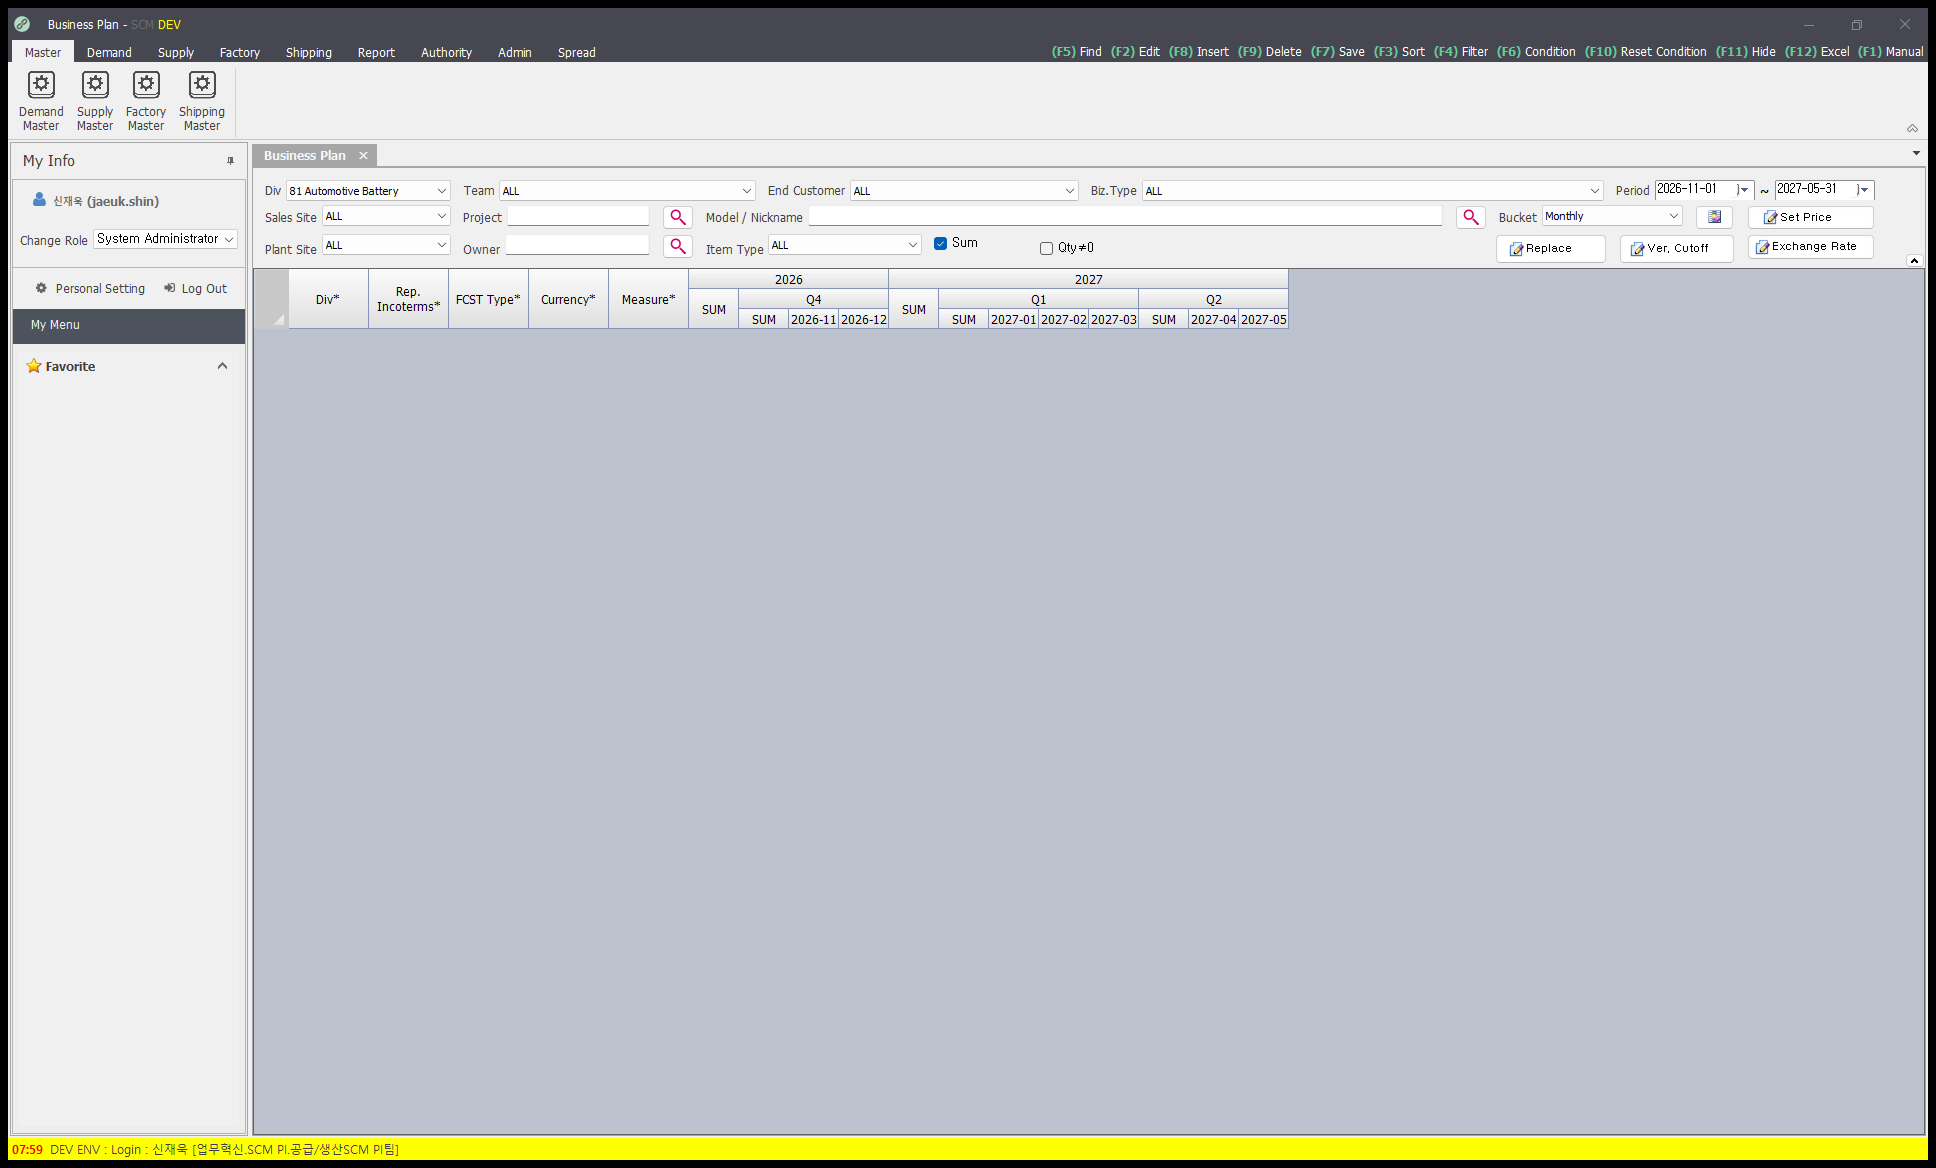 Business Plan - SCM DEV
Master Demand Supply Factory Shipping Report Authority Admin Spread (F5) Find (F2) Edit (F8) Insert (F9) Delete (F7) Save (F3) Sort (F4) Filter (F6) Condition (F10) Reset Condition (F11) Hide (F12) Excel (F1) Manual
Demand Master Supply Master Factory Master Shipping Master
My Info
신재욱 (jaeuk.shin)
Change Role System Administrator
Personal Setting Log Out
My Menu
Favorite
Business Plan
Div 81 Automotive Battery Team ALL End Customer ALL Biz.Type ALL Period 2026-11-01 ~ 2027-05-31
Sales Site ALL Project Model / Nickname Bucket Monthly Set Price
Plant Site ALL Owner Item Type ALL Sum Qty≠0 Replace Ver. Cutoff Exchange Rate
Div* Rep. Incoterms* FCST Type* Currency* Measure* 2026 2027
SUM Q4 SUM Q1 Q2
SUM 2026-11 2026-12 SUM 2027-01 2027-02 2027-03 SUM 2027-04 2027-05
07:59 DEV ENV : Login : 신재욱 [업무혁신.SCM PI.공급/생산SCM PI팀]